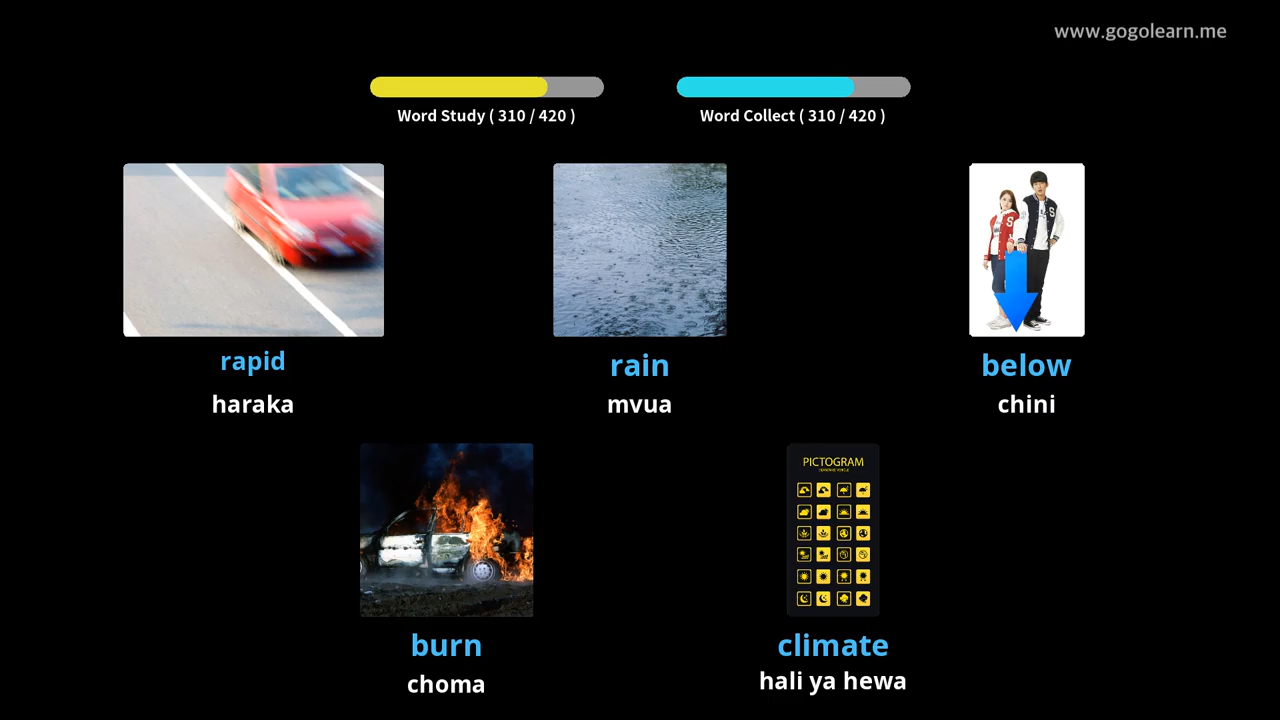 www.gogolearn.me
Word Study ( 310 / 420 )
Word Collect ( 310 / 420 )
rapid
haraka
rain
mvua
S
S
below
chini
PICTOGRAM
burn
choma
climate
hali ya hewa